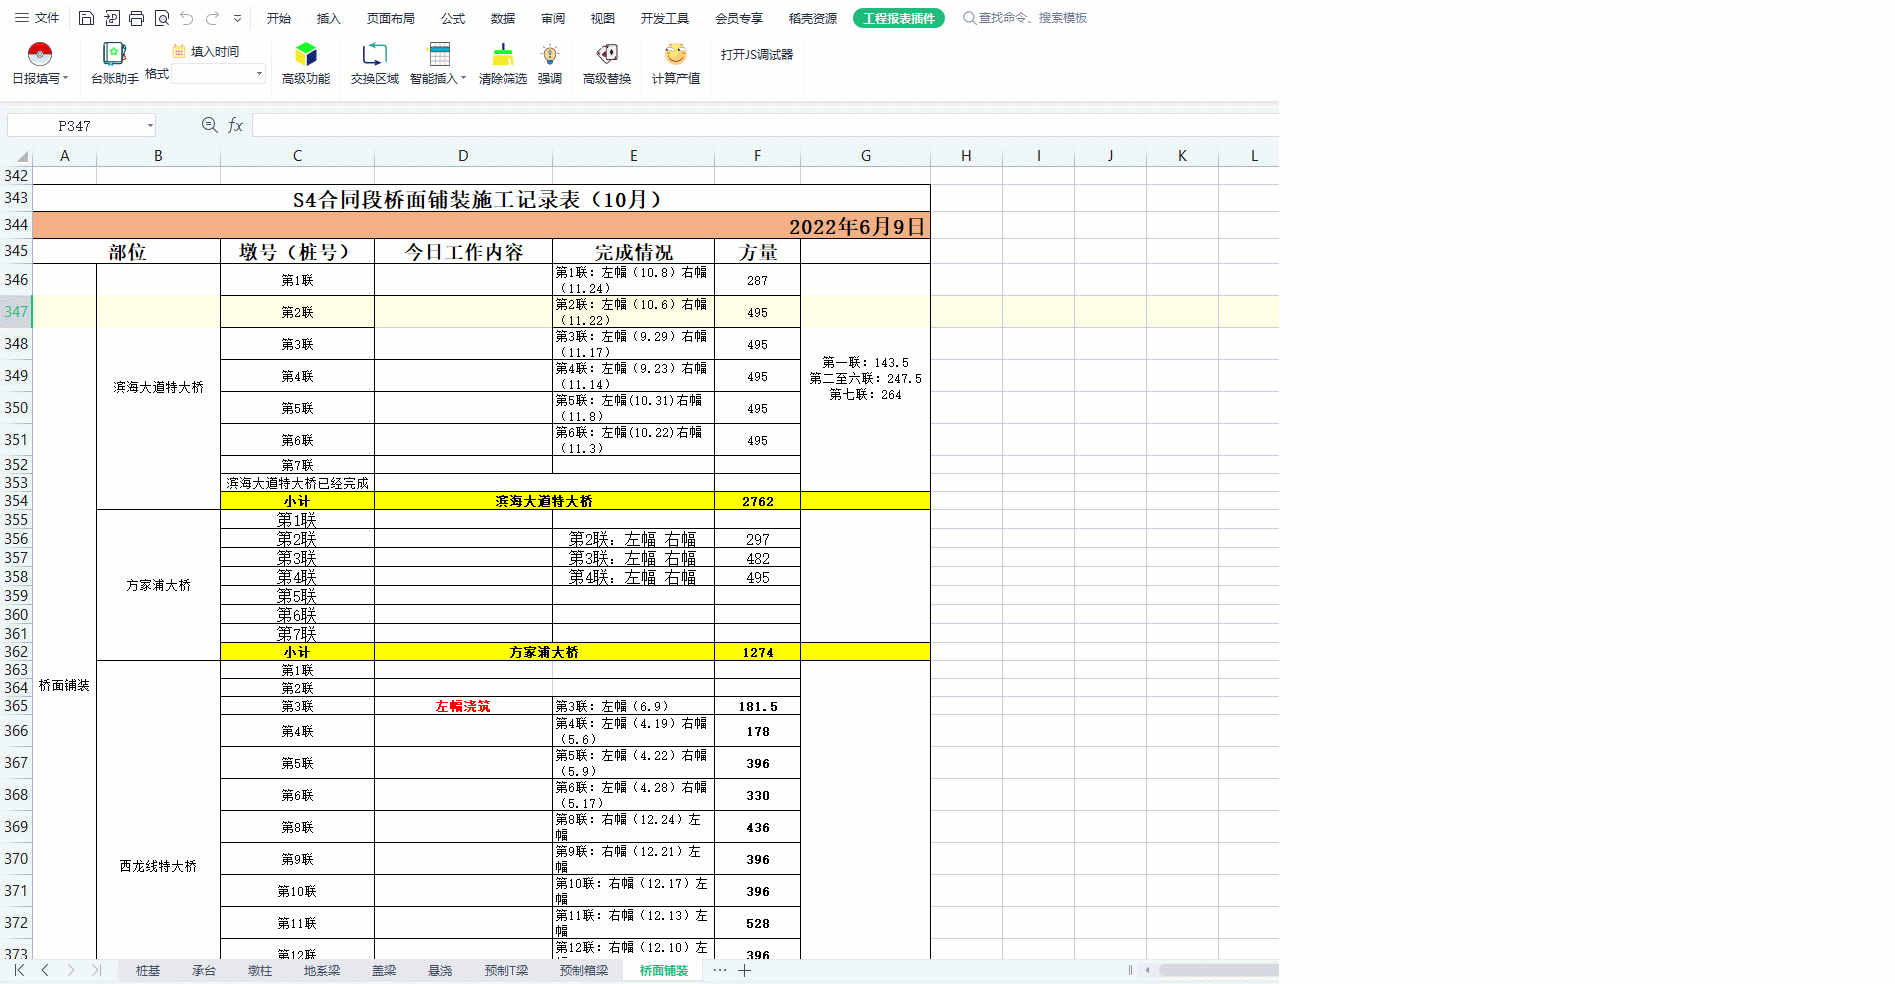 文件 开始 插入 页面布局 公式 数据 审阅 视图 开发工具 会员专享 稻壳资源 工程报表插件 查找命令、搜索模板
日报填写 台账助手 填入时间 格式 高级功能 交换区域 智能插入 清除筛选 强调 高级替换 计算产值 打开JS调试器
P347 fx
A B C D E F G H I J K L
342
343 S4合同段桥面铺装施工记录表（10月）
344 2022年6月9日
345 部位 墩号（桩号） 今日工作内容 完成情况 方量
346 第1联 第1联：左幅（10.8）右幅（11.24） 287
347 第2联 第2联：左幅（10.6）右幅（11.22） 495
348 第3联 第3联：左幅（9.29）右幅（11.17） 495
349 第4联 第4联：左幅（9.23）右幅（11.14） 495
350 第5联 第5联：左幅(10.31)右幅（11.8） 495
351 第6联 第6联：左幅(10.22)右幅（11.3） 495
352 第7联
353 滨海大道特大桥已经完成
354 小计 滨海大道特大桥 2762
滨海大道特大桥
第一联：143.5
第二至六联：247.5
第七联：264
355 第1联
356 第2联 第2联：左幅 右幅 297
357 第3联 第3联：左幅 右幅 482
358 第4联 第4联：左幅 右幅 495
359 第5联
360 第6联
361 第7联
362 小计 方家浦大桥 1274
方家浦大桥
363 第1联
364 第2联
桥面铺装
365 第3联 左幅浇筑 第3联：左幅（6.9） 181.5
366 第4联 第4联：左幅（4.19）右幅（5.6） 178
367 第5联 第5联：左幅（4.22）右幅（5.9） 396
368 第6联 第6联：左幅（4.28）右幅（5.17） 330
369 第8联 第8联：右幅（12.24）左幅 436
370 第9联 第9联：右幅（12.21）左幅 396
西龙线特大桥
371 第10联 第10联：右幅（12.17）左幅 396
372 第11联 第11联：右幅（12.13）左幅 528
373 第12联 第12联：右幅（12.10）左 396
桩基 承台 墩柱 地系梁 盖梁 悬浇 预制T梁 预制箱梁 桥面铺装 ··· +